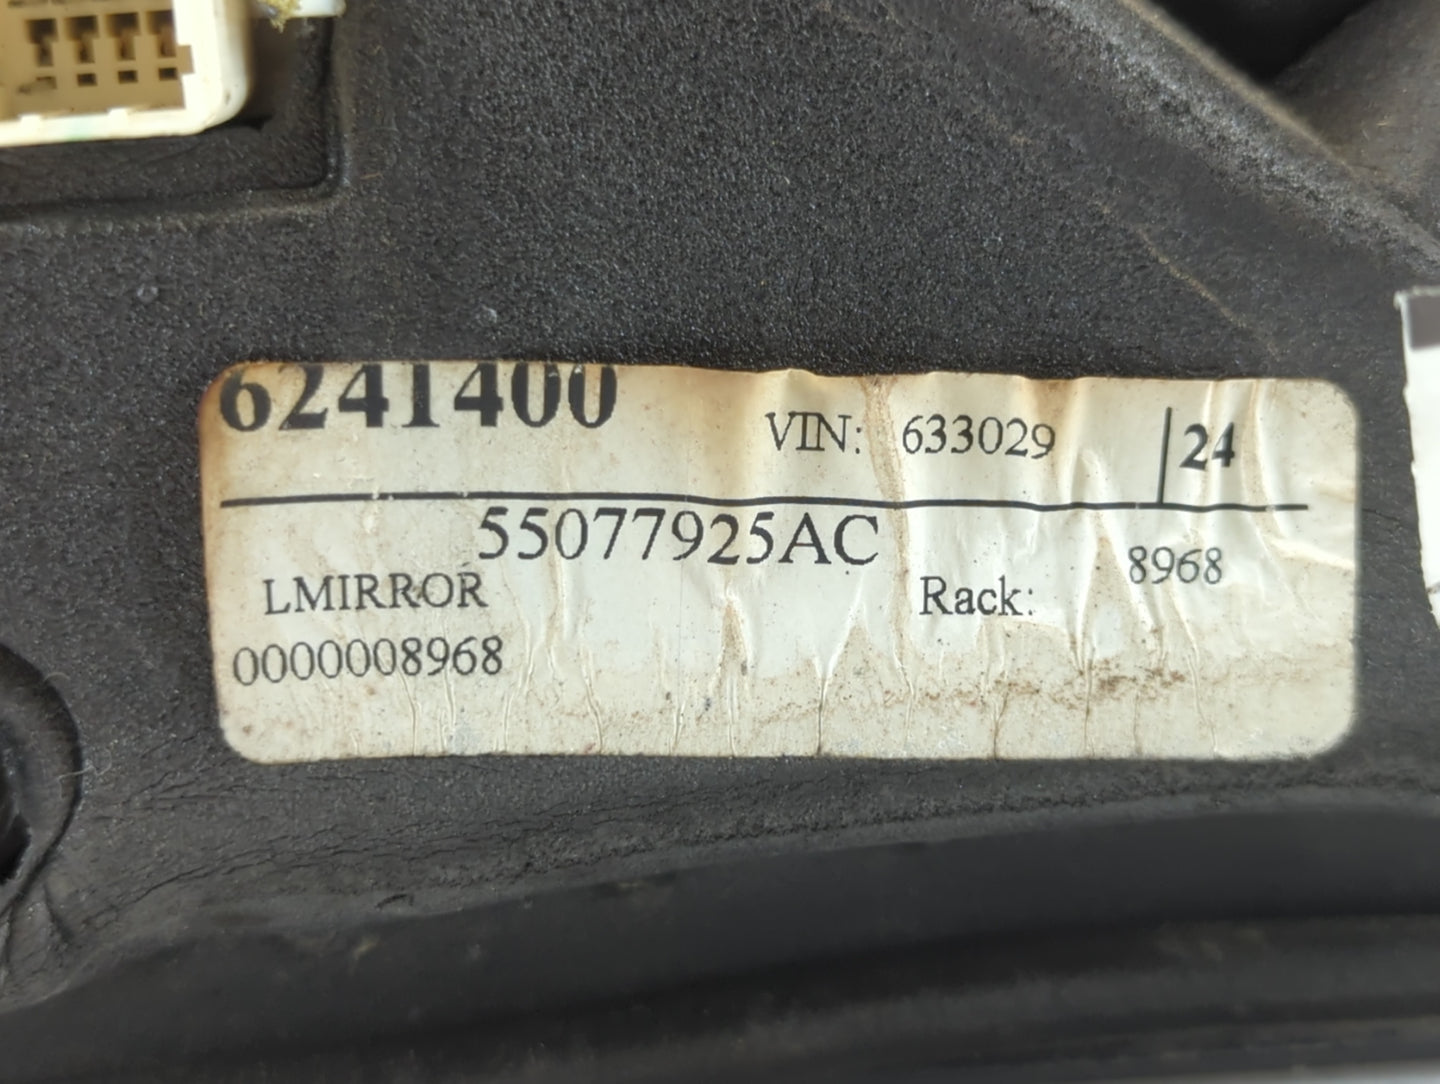 6241400
VIN: 633029 |24
55077925AC
LMIRROR
Rack: 8968
0000008968